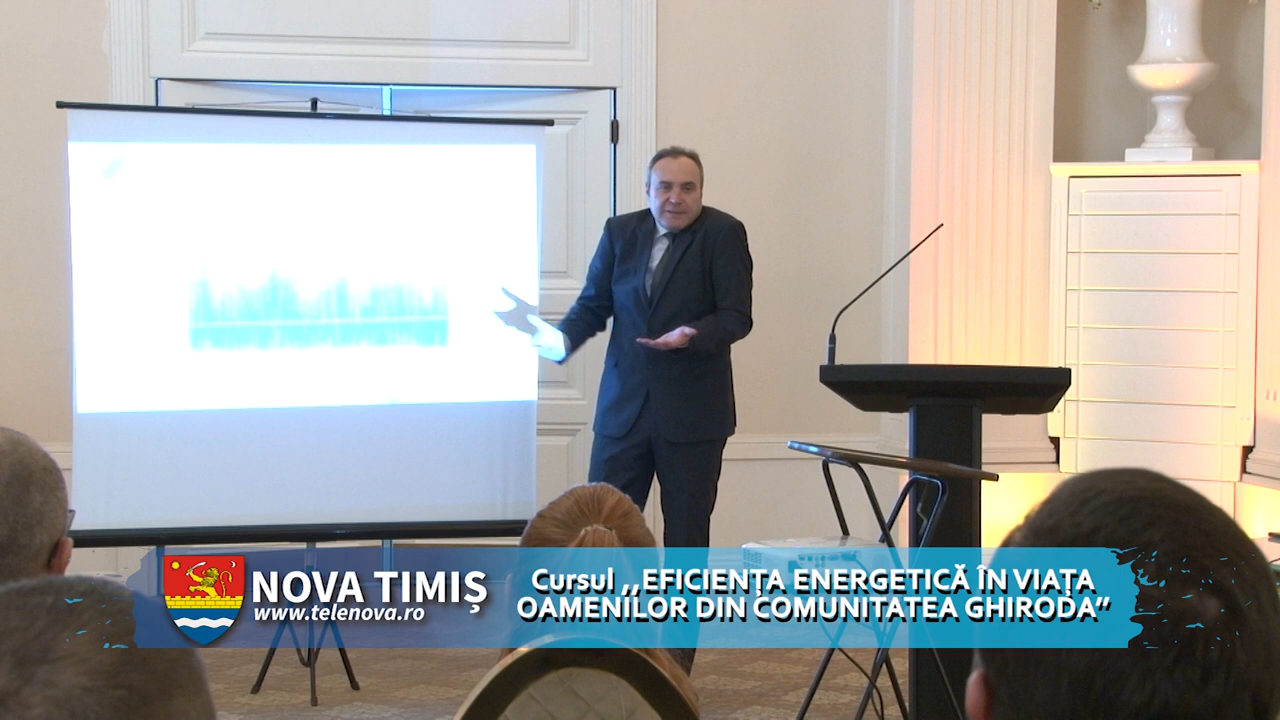 NOVA TIMIȘ
www.telenova.ro
Cursul ,,EFICIENȚA ENERGETICĂ ÎN VIAȚA
OAMENILOR DIN COMUNITATEA GHIRODA"